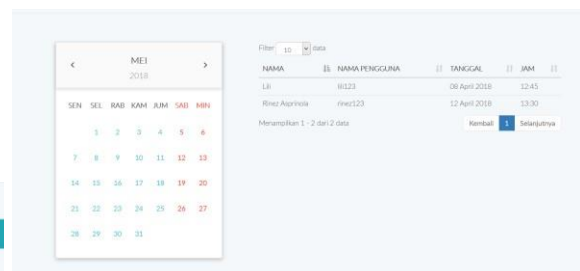 MEI
2018
SEN SEL RAB KAM JUM SAB MIN
1 2 3 4 5 6
7 8 9 10 11 12 13
14 15 16 17 18 19 20
21 22 23 24 25 26 27
28 29 30 31
Filter 10 data
NAMA NAMA PENGGUNA TANGGAL JAM
Lili lili123 08 April 2018 12:45
Rinez Asprinola rinez123 12 April 2018 13:30
Menampilkan 1 - 2 dari 2 data
Kembali 1 Selanjutnya